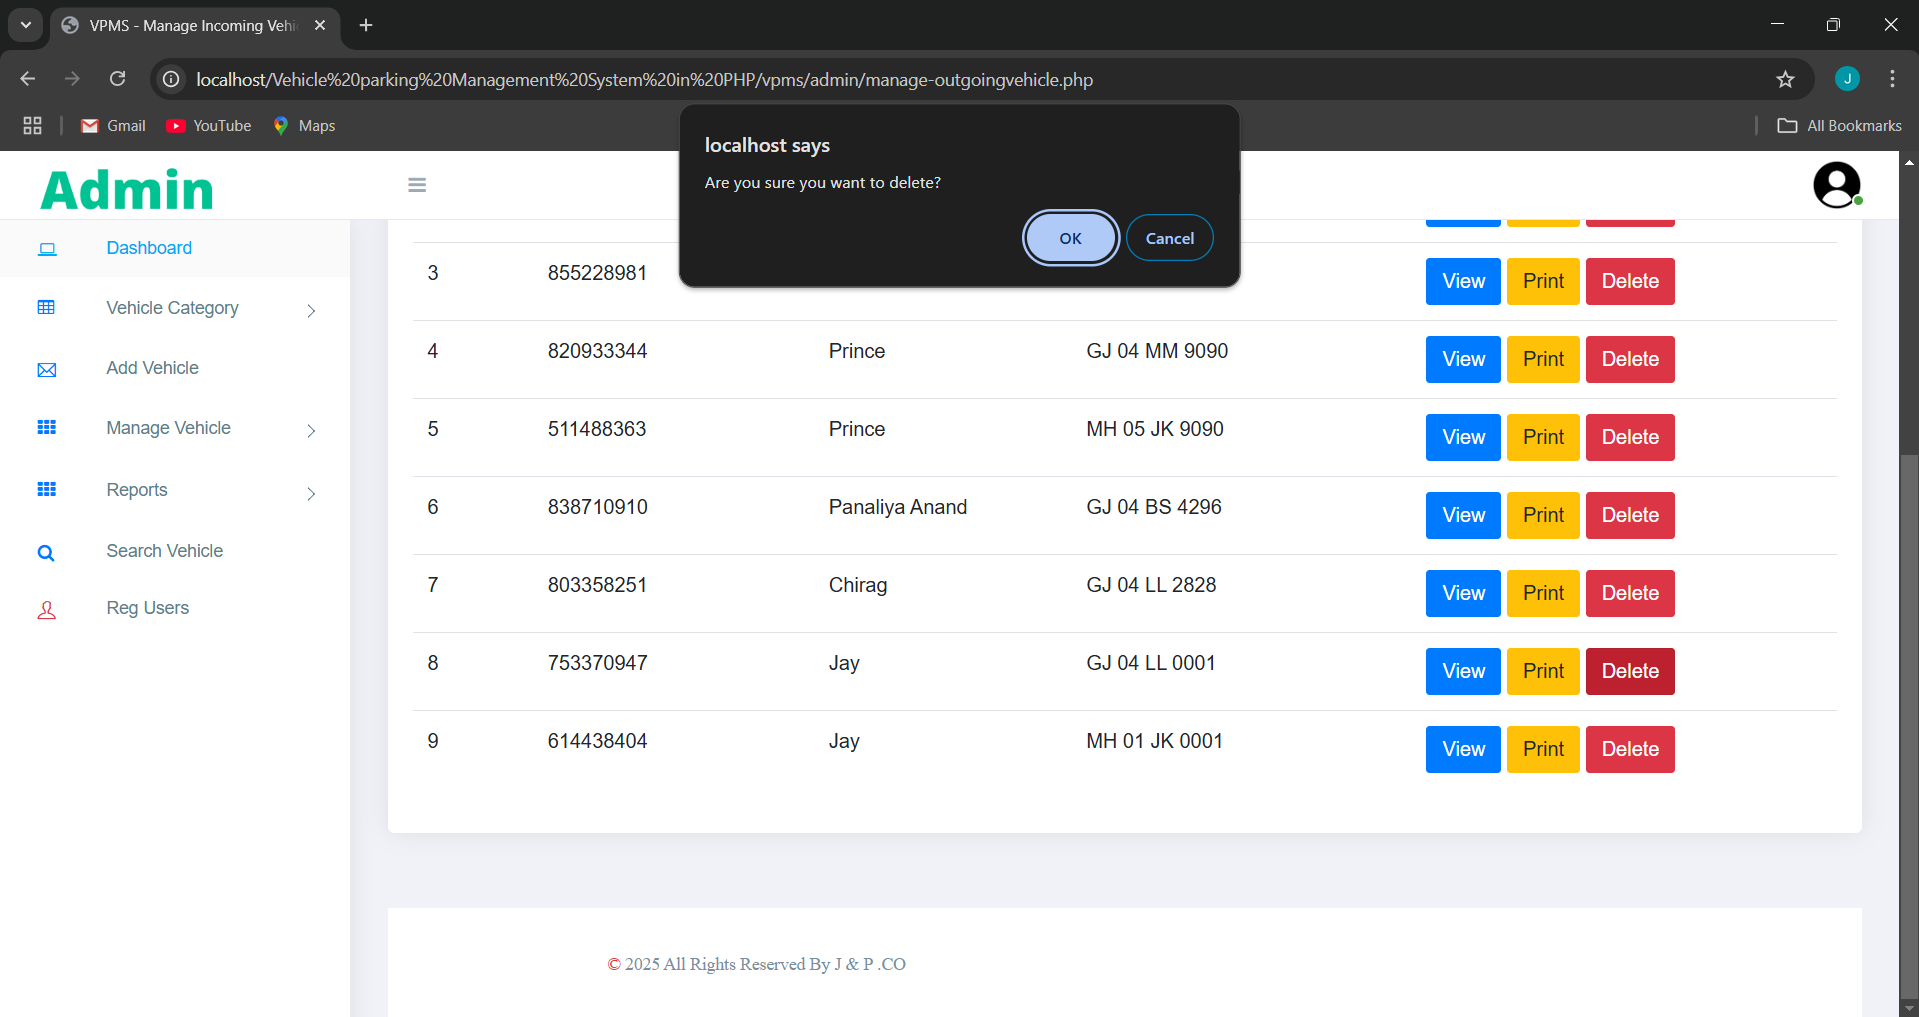 VPMS - Manage Incoming Vehi
localhost/Vehicle%20parking%20Management%20System%20in%20PHP/vpms/admin/manage-outgoingvehicle.php
J
Gmail
YouTube
Maps
All Bookmarks
localhost says
Are you sure you want to delete?
OK
Cancel
Admin
Dashboard
Vehicle Category
Add Vehicle
Manage Vehicle
Reports
Search Vehicle
Reg Users
3 855228981 View Print Delete
4 820933344 Prince GJ 04 MM 9090 View Print Delete
5 511488363 Prince MH 05 JK 9090 View Print Delete
6 838710910 Panaliya Anand GJ 04 BS 4296 View Print Delete
7 803358251 Chirag GJ 04 LL 2828 View Print Delete
8 753370947 Jay GJ 04 LL 0001 View Print Delete
9 614438404 Jay MH 01 JK 0001 View Print Delete
© 2025 All Rights Reserved By J & P .CO